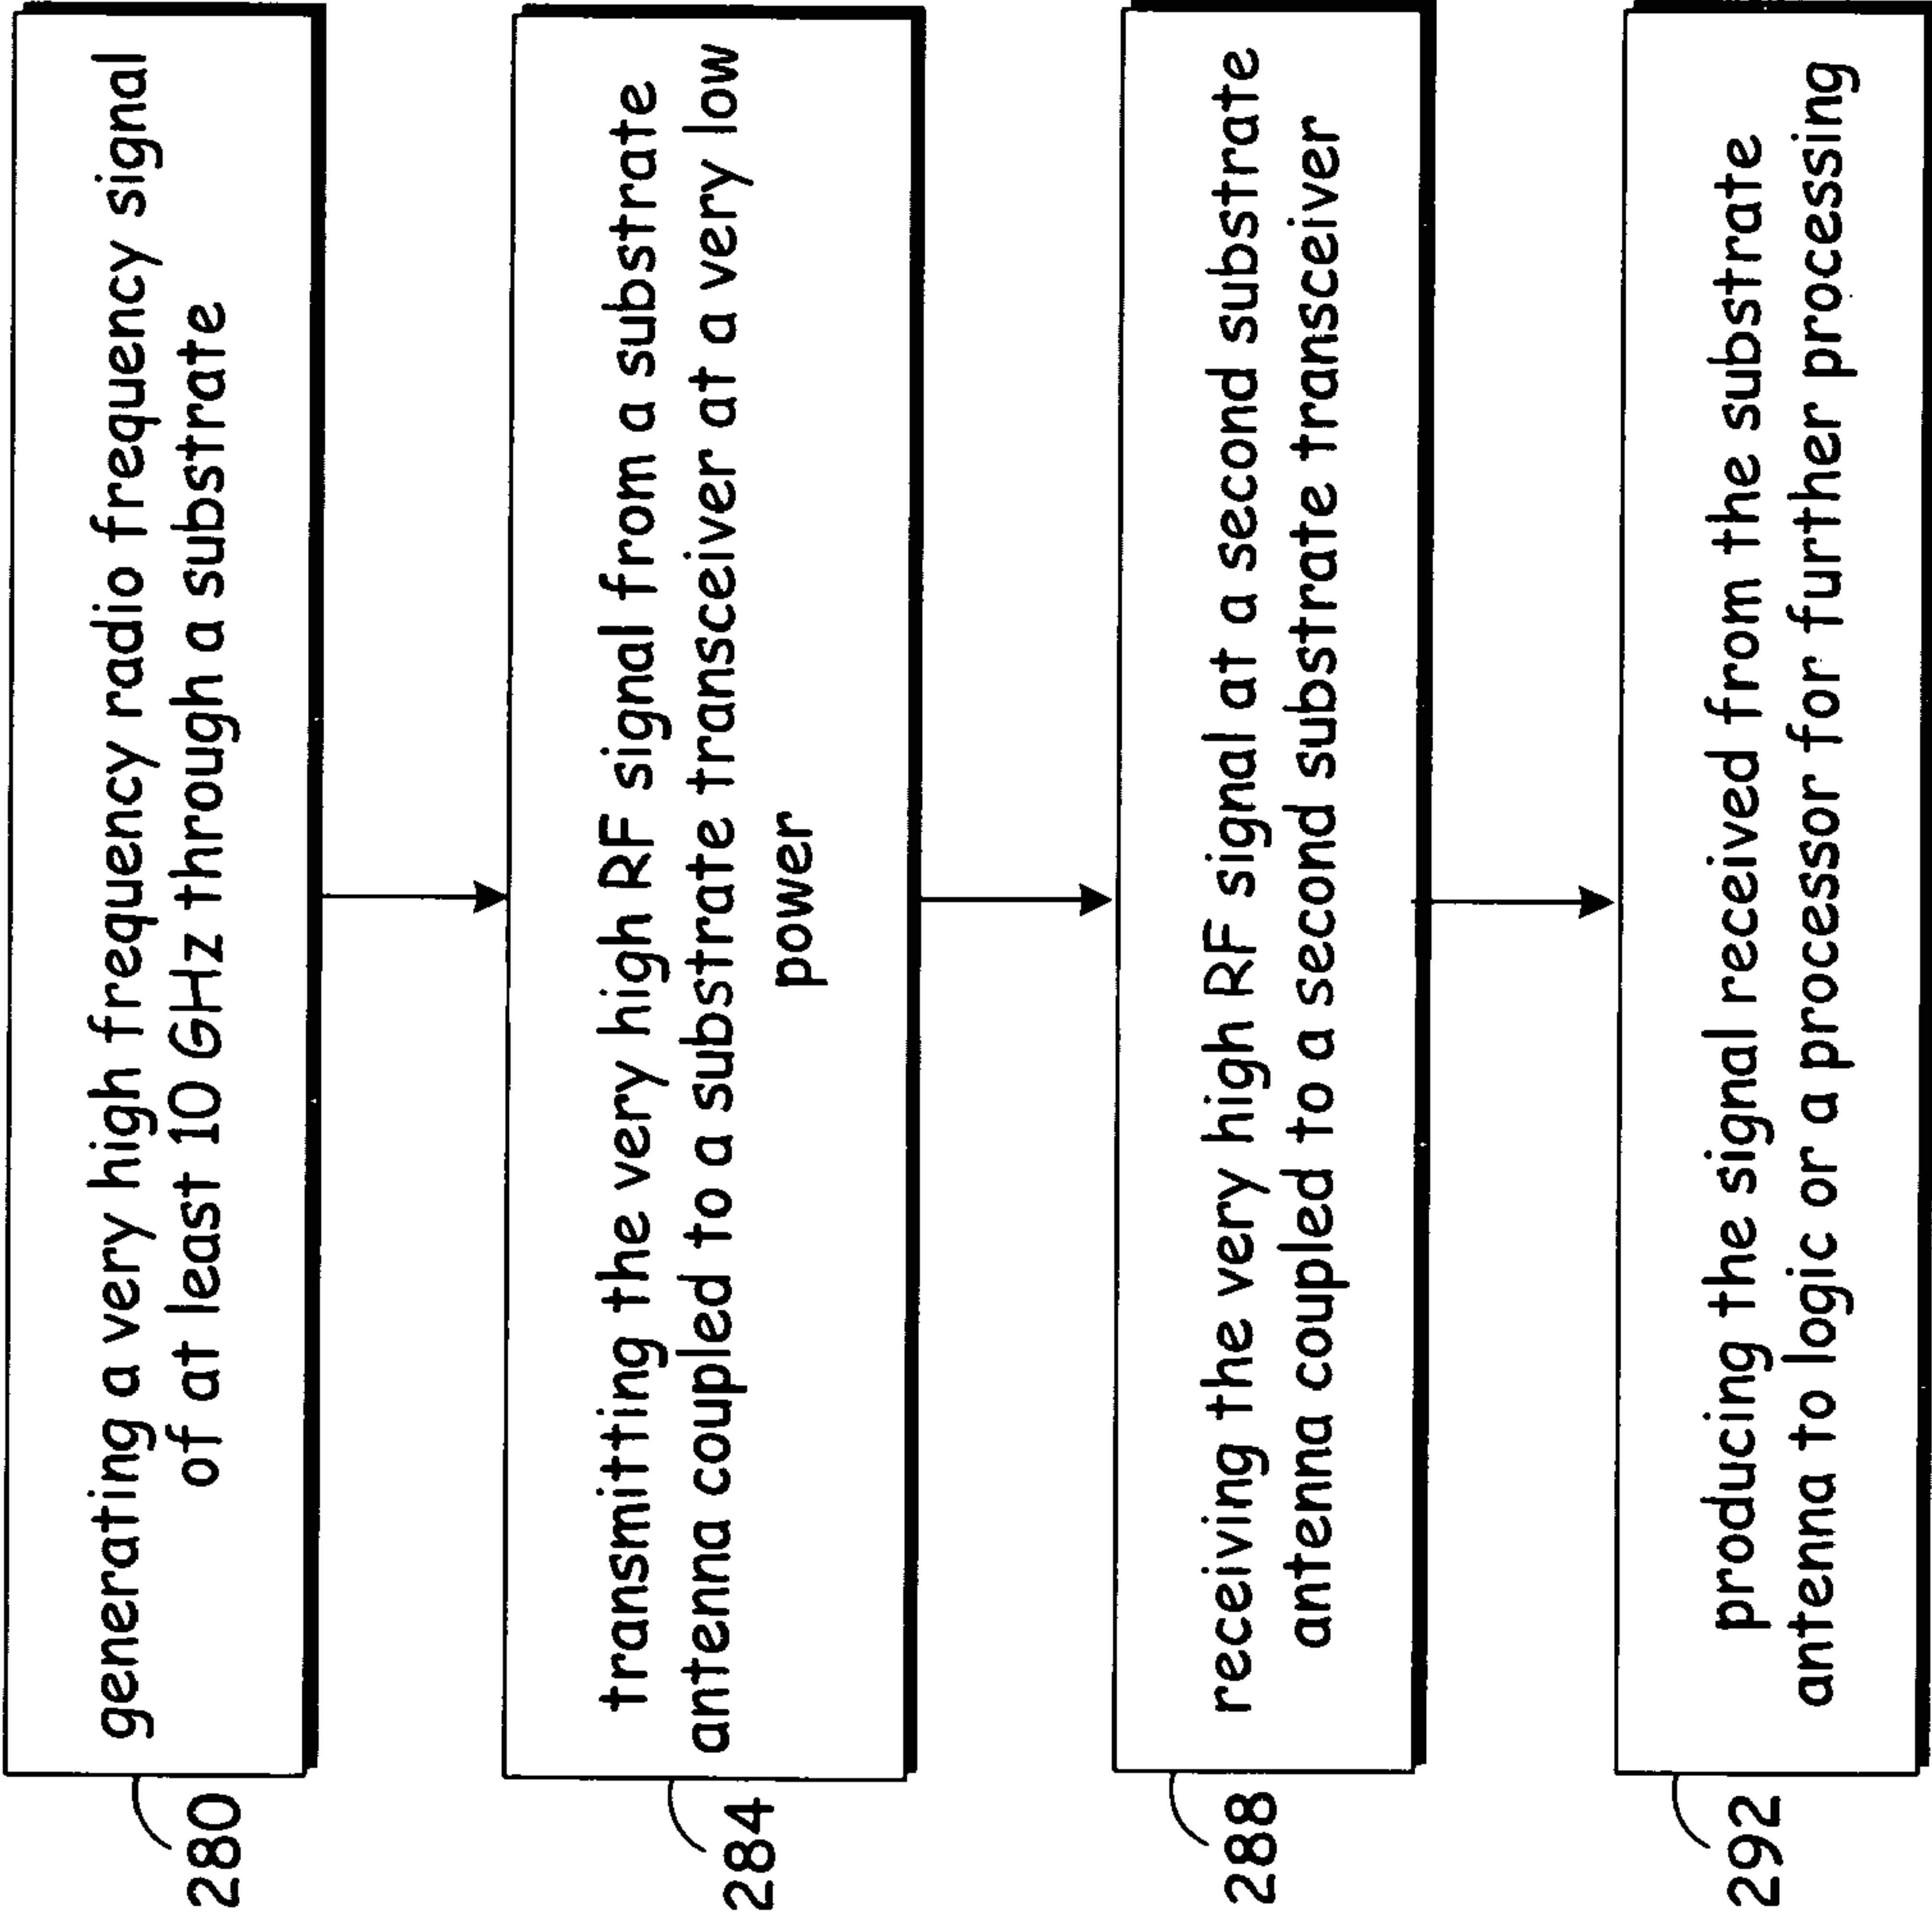 generating a very high frequency radio frequency signal
of at least 10 GHz through a substrate
280
transmitting the very high RF signal from a substrate
antenna coupled to a substrate transceiver at a very low
power
284
receiving the very high RF signal at a second substrate
antenna coupled to a second substrate transceiver
288
producing the signal received from the substrate
antenna to logic or a processor for further processing
292